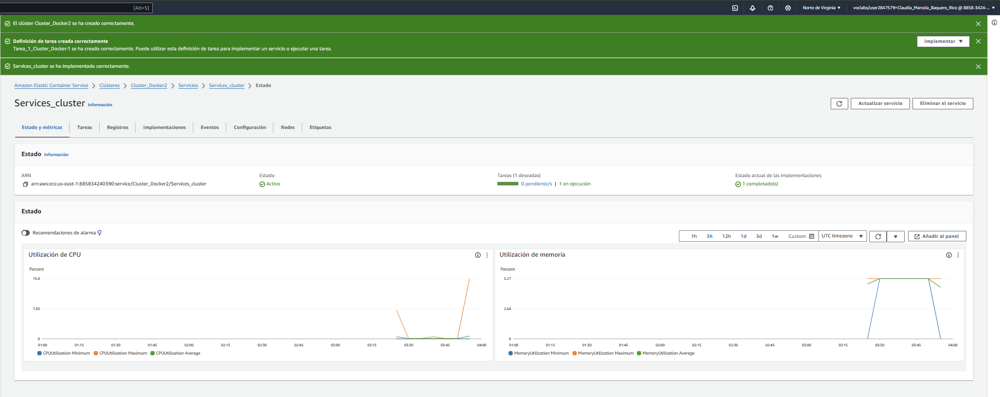 [Alt+S]
Norte de Virginia ▼
voclabs/user2847579=Claudia_Marcela_Baquero_Rico @ 8858-3424-... ▼
El clúster Cluster_Docker2 se ha creado correctamente.
Definición de tarea creada correctamente
Tarea_1_Cluster_Docker:1 se ha creado correctamente. Puede utilizar esta definición de tarea para implementar un servicio o ejecutar una tarea.
Implementar ▼
Services_cluster se ha implementado correctamente.
Amazon Elastic Container Service > Clústeres > Cluster_Docker2 > Servicios > Services_cluster > Estado
Services_cluster Información
Actualizar servicio
Eliminar el servicio
Estado y métricas
Tareas
Registros
Implementaciones
Eventos
Configuración
Redes
Etiquetas
Estado Información
ARN
arn:aws:ecs:us-east-1:885834240390:service/Cluster_Docker2/Services_cluster
Estado
Activo
Tareas (1 deseadas)
0 pendiente/s | 1 en ejecución
Estado actual de las implementaciones
1 completado(s)
Estado
Recomendaciones de alarma
1h 3h 12h 1d 3d 1w Custom
UTC timezone ▼
Añadir al panel
Utilización de CPU
Percent
15.9
7.93
0
01:00 01:15 01:30 01:45 02:00 02:15 02:30 02:45 03:00 03:15 03:30 03:45 04:00
CPUUtilization Minimum CPUUtilization Maximum CPUUtilization Average
Utilización de memoria
Percent
5.27
2.64
0
01:00 01:15 01:30 01:45 02:00 02:15 02:30 02:45 03:00 03:15 03:30 03:45 04:00
MemoryUtilization Minimum MemoryUtilization Maximum MemoryUtilization Average